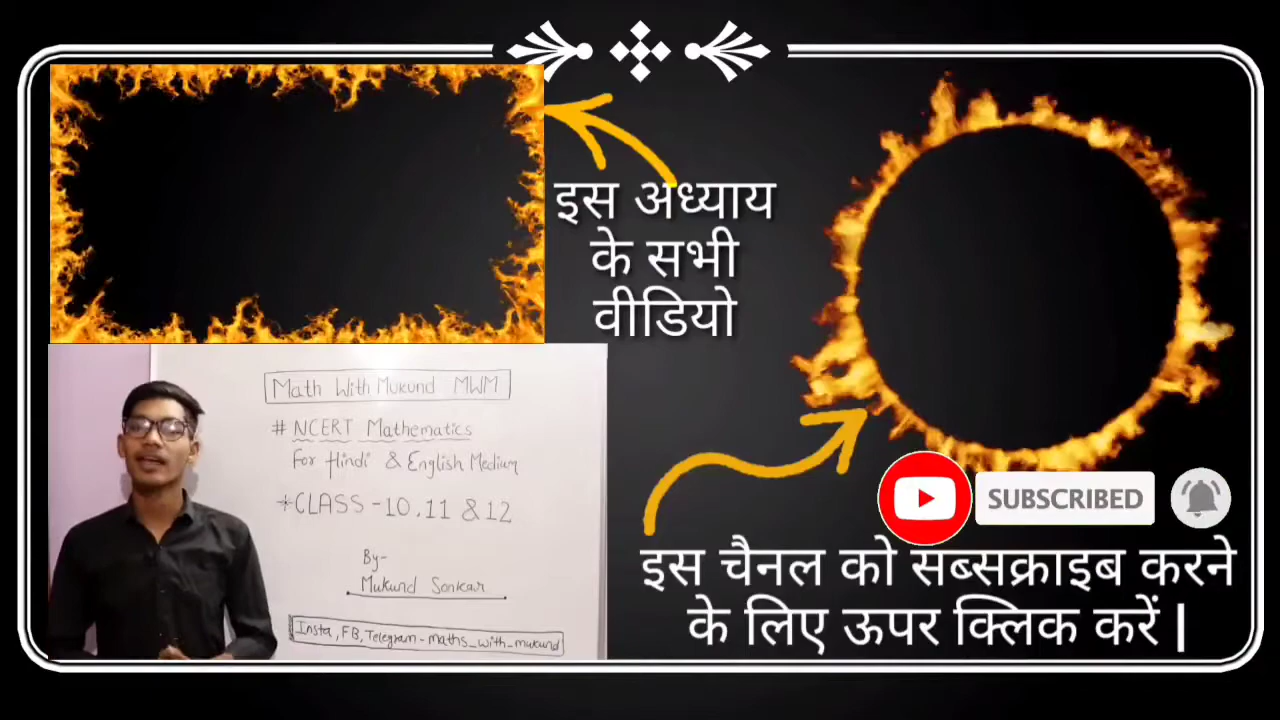 इस अध्याय
के सभी
वीडियो
Math With Mukund MWM
# NCERT Mathematics
For Hindi & English Medium
*CLASS-10,11 & 12
By-
Mukund Sonkar
Insta, FB, Telegram-maths_with_mukund
SUBSCRIBED
इस चैनल को सब्सक्राइब करने
के लिए ऊपर क्लिक करें |